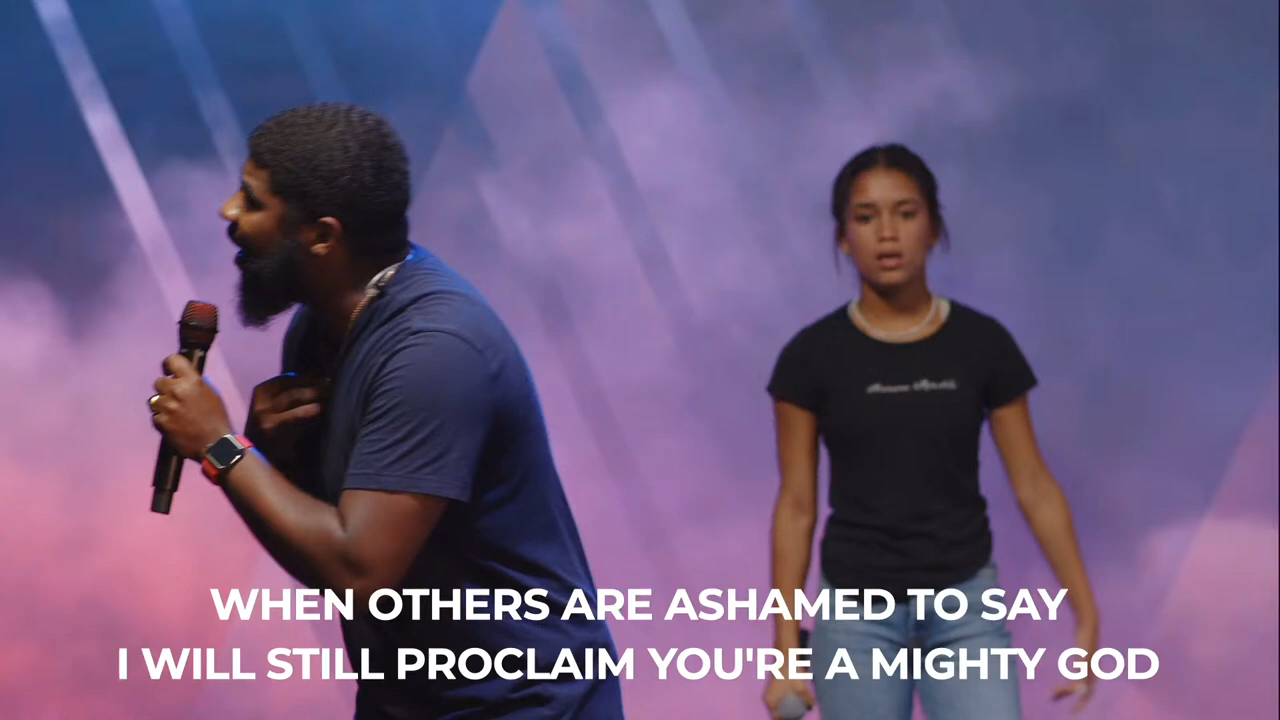 WHEN OTHERS ARE ASHAMED TO SAY
I WILL STILL PROCLAIM YOU'RE A MIGHTY GOD